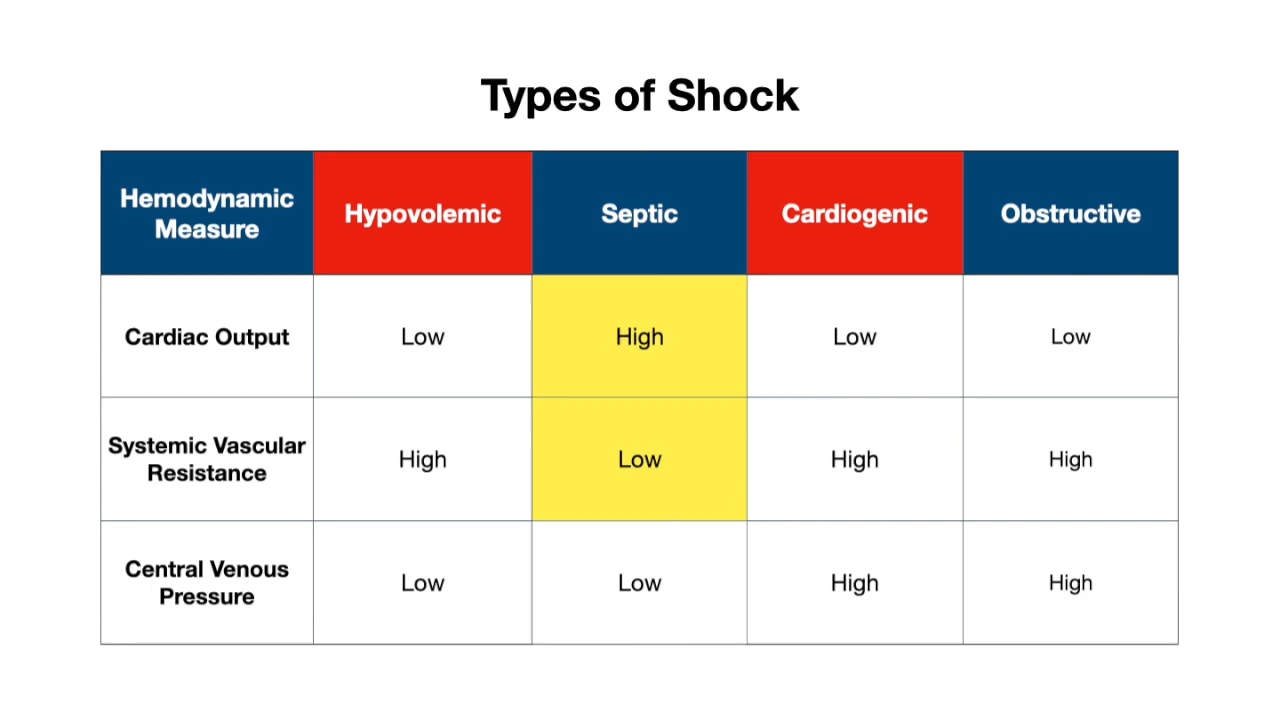 Types of Shock
Hemodynamic
Measure
Hypovolemic
Septic
Cardiogenic
Obstructive
Cardiac Output
Low
High
Low
Low
Systemic Vascular
Resistance
High
Low
High
High
Central Venous
Pressure
Low
Low
High
High